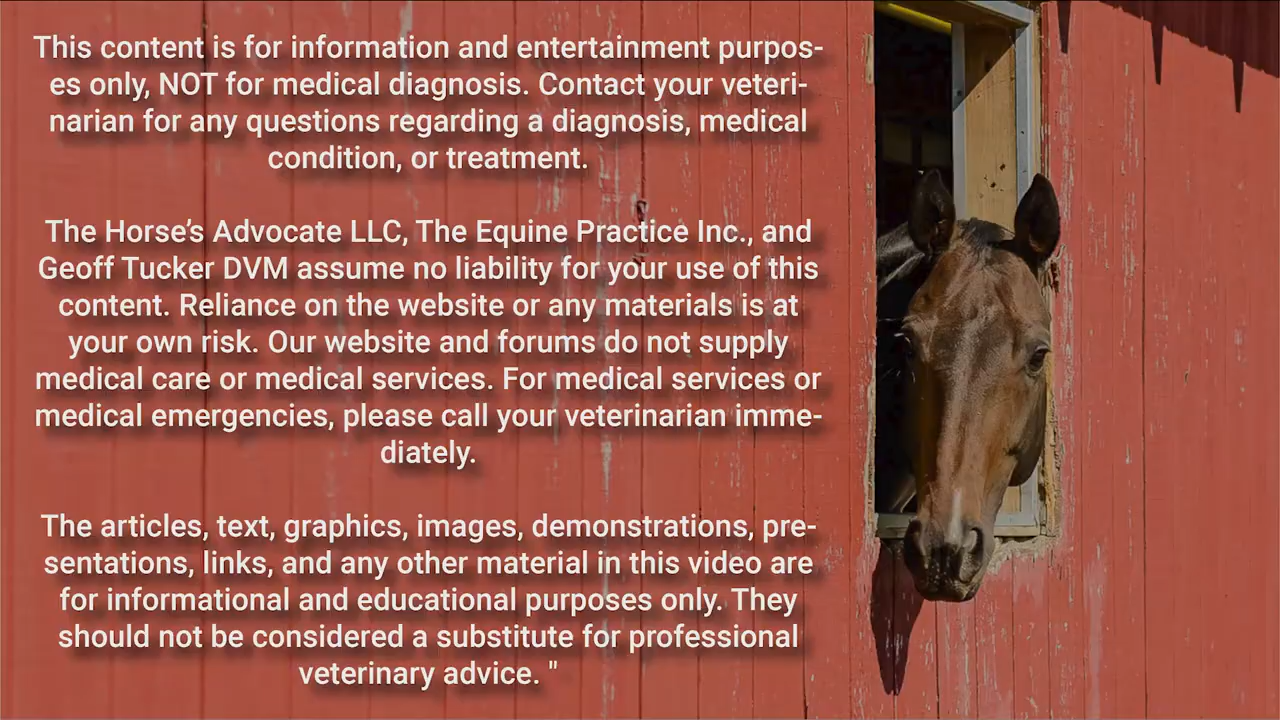 This content is for information and entertainment purpos-
es only, NOT for medical diagnosis. Contact your veteri-
narian for any questions regarding a diagnosis, medical
condition, or treatment.
The Horse's Advocate LLC, The Equine Practice Inc., and
Geoff Tucker DVM assume no liability for your use of this
content. Reliance on the website or any materials is at
your own risk. Our website and forums do not supply
medical care or medical services. For medical services or
medical emergencies, please call your veterinarian imme-
diately.
The articles, text, graphics, images, demonstrations, pre-
sentations, links, and any other material in this video are
for informational and educational purposes only. They
should not be considered a substitute for professional
veterinary advice. "